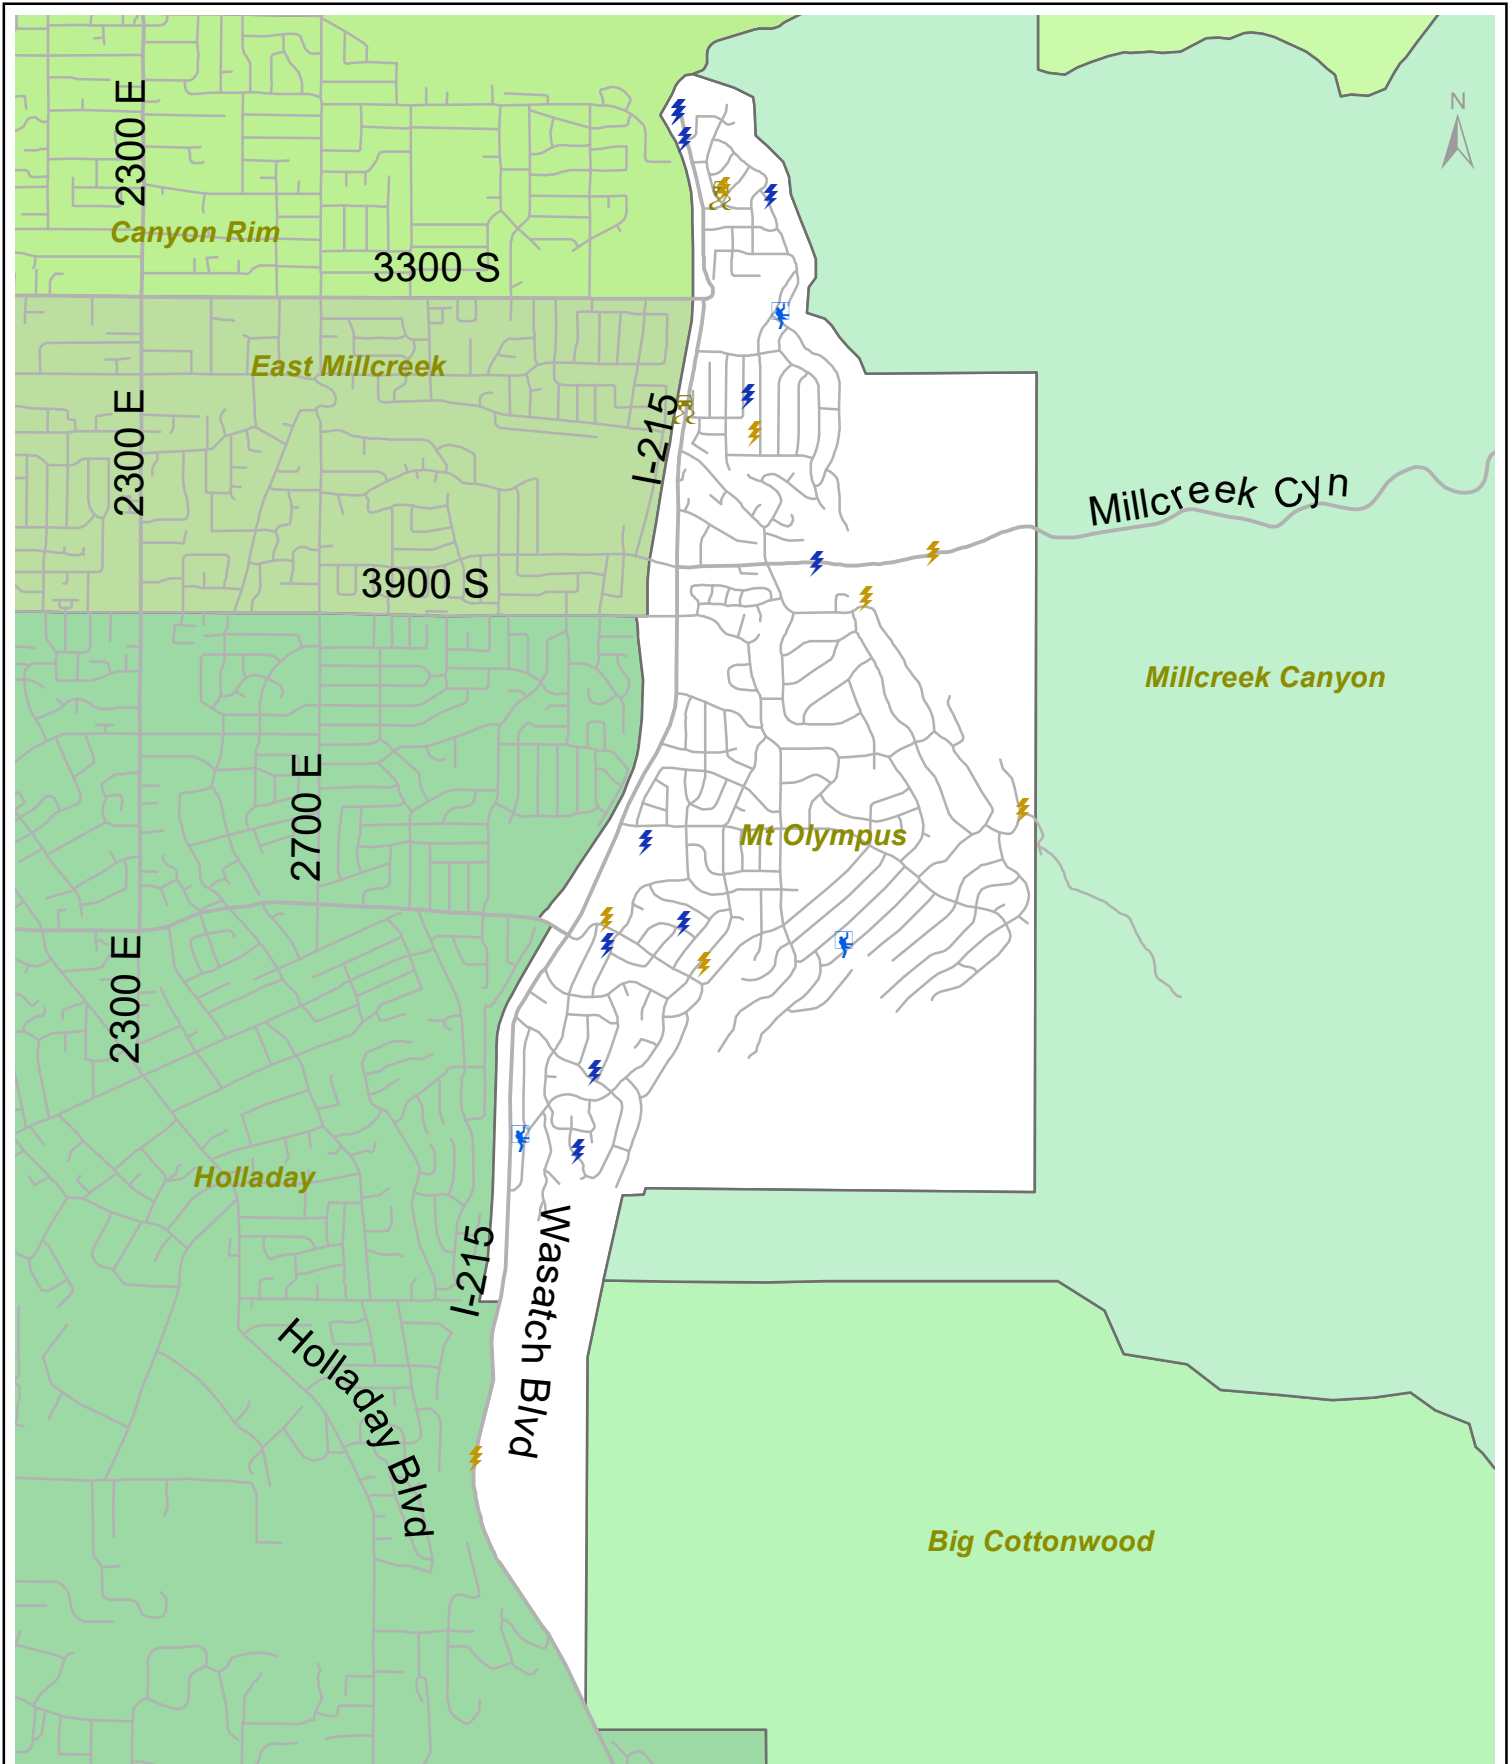 N
2300 E
Canyon Rim
3300 S
East Millcreek
2300 E
I-215
Millcreek Cyn
3900 S
Millcreek Canyon
2700 E
Mt Olympus
2300 E
Holladay
I-215
Wasatch Blvd
Holladay Blvd
Big Cottonwood